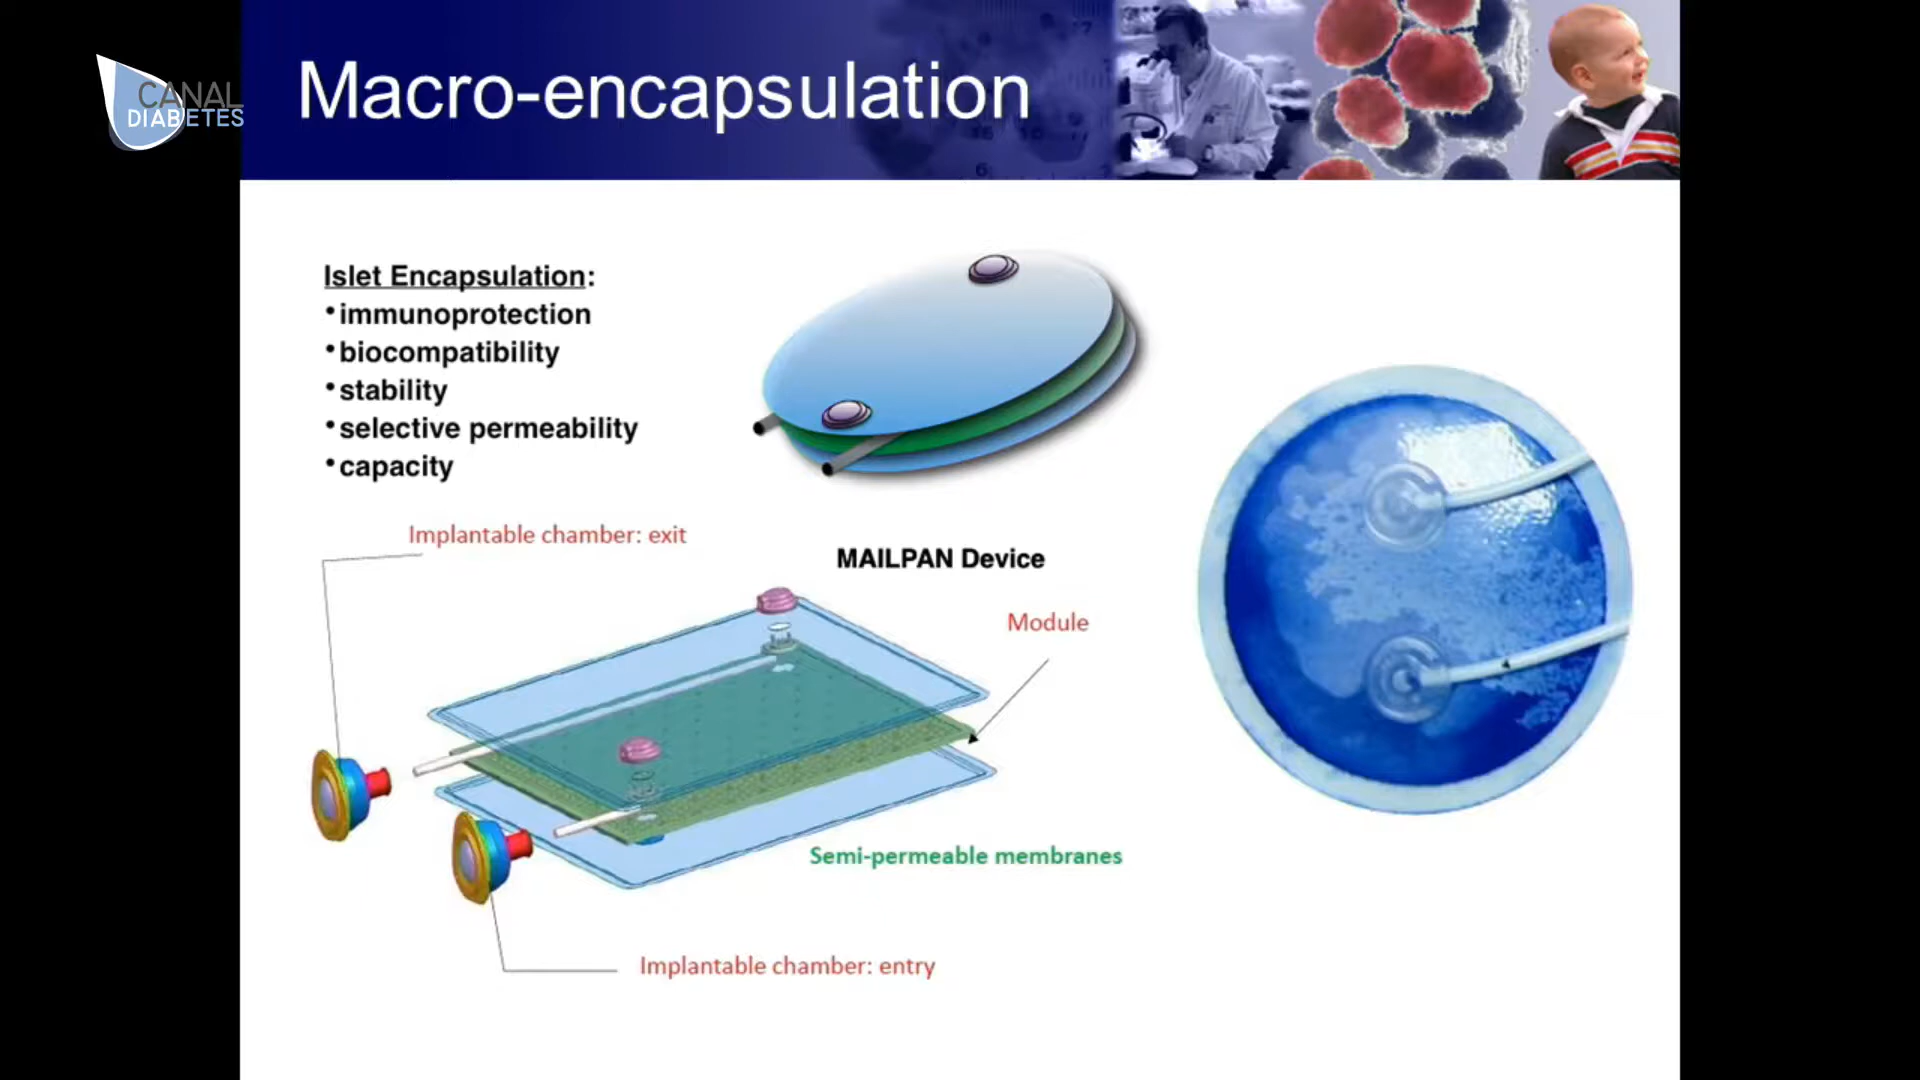 CANAL
DIABETES
Macro-encapsulation
Islet Encapsulation:
•immunoprotection
•biocompatibility
•stability
•selective permeability
•capacity
Implantable chamber: exit
MAILPAN Device
Module
Semi-permeable membranes
Implantable chamber: entry